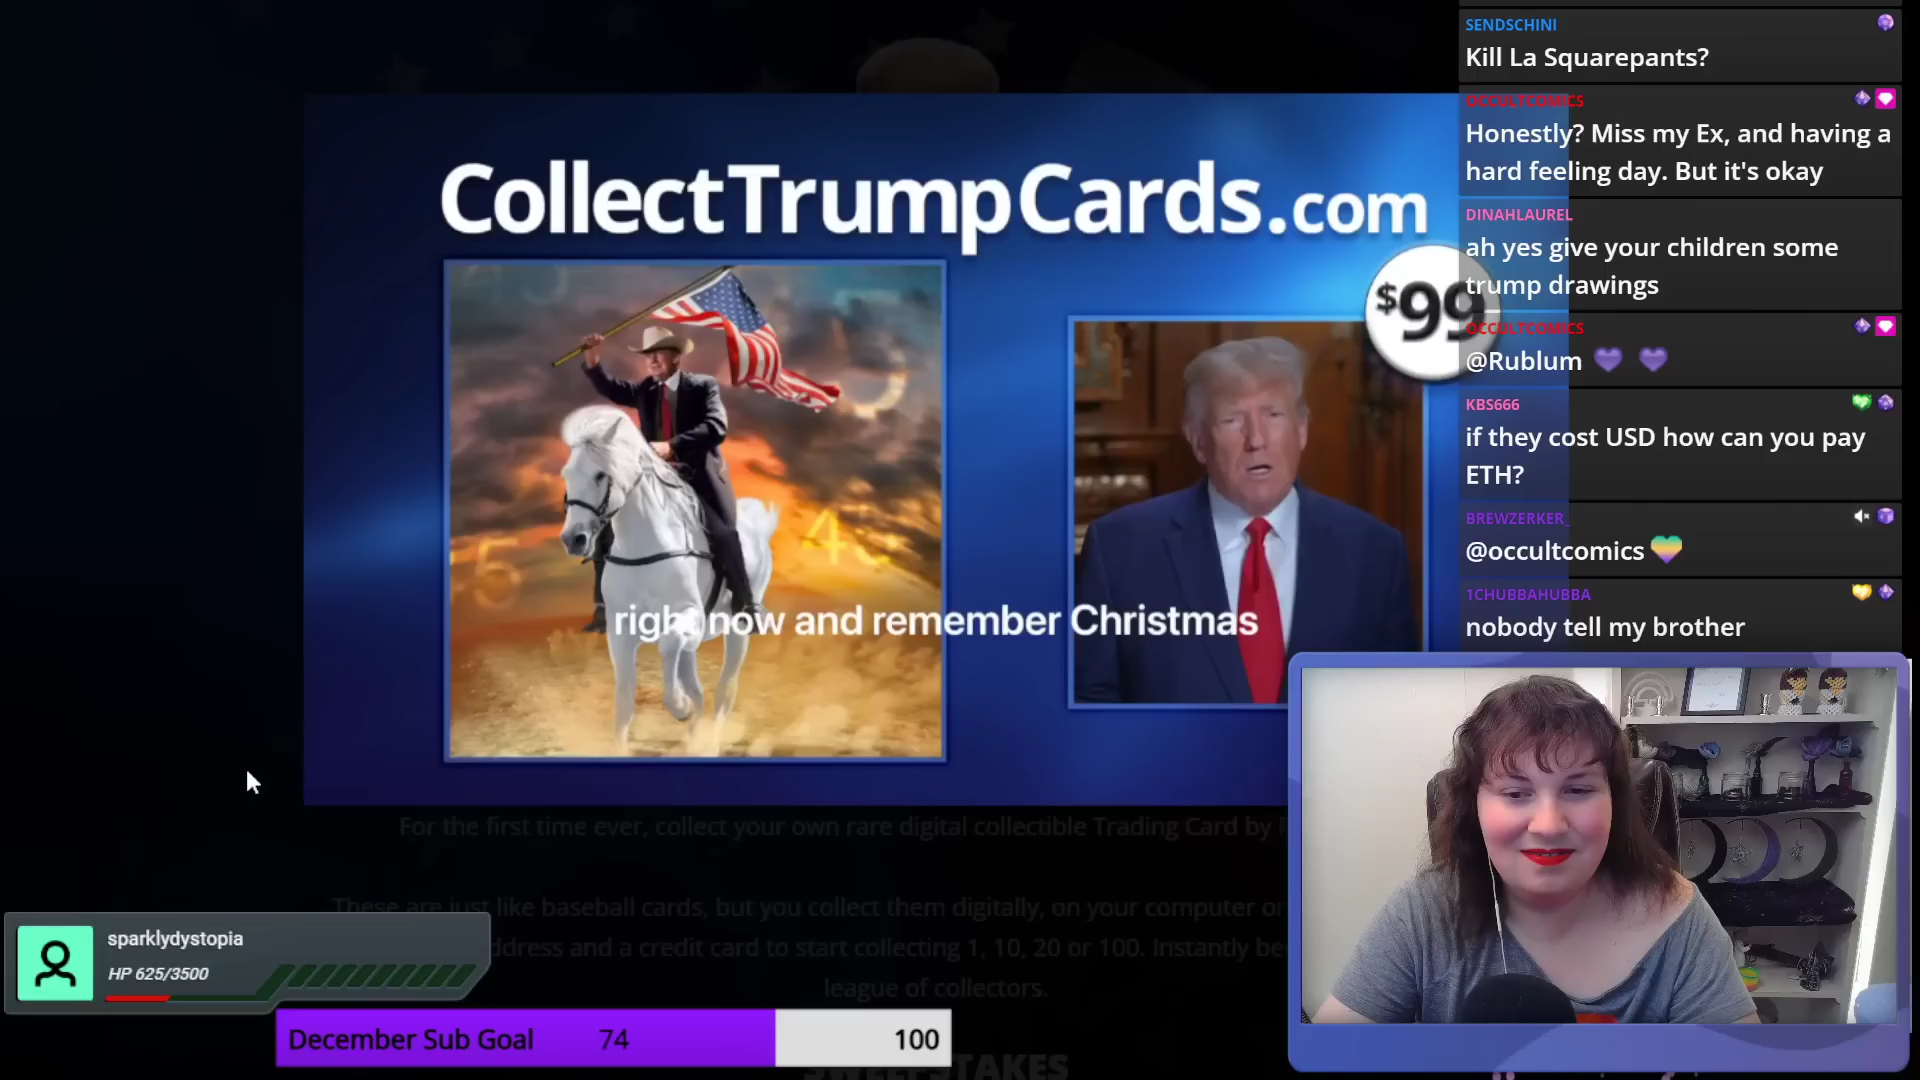 CollectTrumpCards.com
$99
45
right now and remember Christmas
For the first time ever, collect your own rare digital collectible Trading Card by
These are just like baseball cards, but you collect them digitally, on your computer or
and a credit card to start collecting 1, 10, 20 or 100. Instantly
league of collectors.
SWEEPSTAKES
sparklydystopia
HP 625/3500
December Sub Goal 74 100
SENDSCHINI
Kill La Squarepants?
OCCULTCOMICS
Honestly? Miss my Ex, and having a
hard feeling day. But it's okay
DINAHLAUREL
ah yes give your children some
trump drawings
OCCULTCOMICS
@Rublum
KBS666
if they cost USD how can you pay
ETH?
BREWZERKER_
@occultcomics
1CHUBBAHUBBA
nobody tell my brother